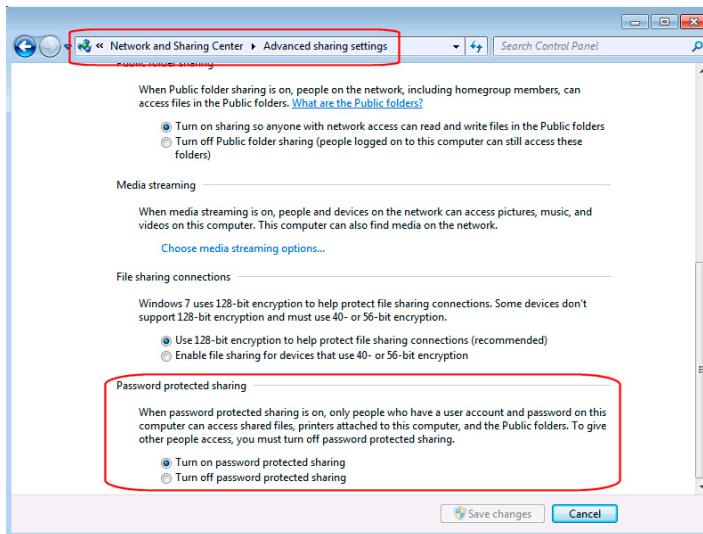 « Network and Sharing Center ▸ Advanced sharing settings
Search Control Panel
Public folder sharing
When Public folder sharing is on, people on the network, including homegroup members, can
access files in the Public folders. What are the Public folders?
Turn on sharing so anyone with network access can read and write files in the Public folders
Turn off Public folder sharing (people logged on to this computer can still access these
folders)
Media streaming
When media streaming is on, people and devices on the network can access pictures, music, and
videos on this computer. This computer can also find media on the network.
Choose media streaming options...
File sharing connections
Windows 7 uses 128-bit encryption to help protect file sharing connections. Some devices don't
support 128-bit encryption and must use 40- or 56-bit encryption.
Use 128-bit encryption to help protect file sharing connections (recommended)
Enable file sharing for devices that use 40- or 56-bit encryption
Password protected sharing
When password protected sharing is on, only people who have a user account and password on this
computer can access shared files, printers attached to this computer, and the Public folders. To give
other people access, you must turn off password protected sharing.
Turn on password protected sharing
Turn off password protected sharing
Save changes
Cancel